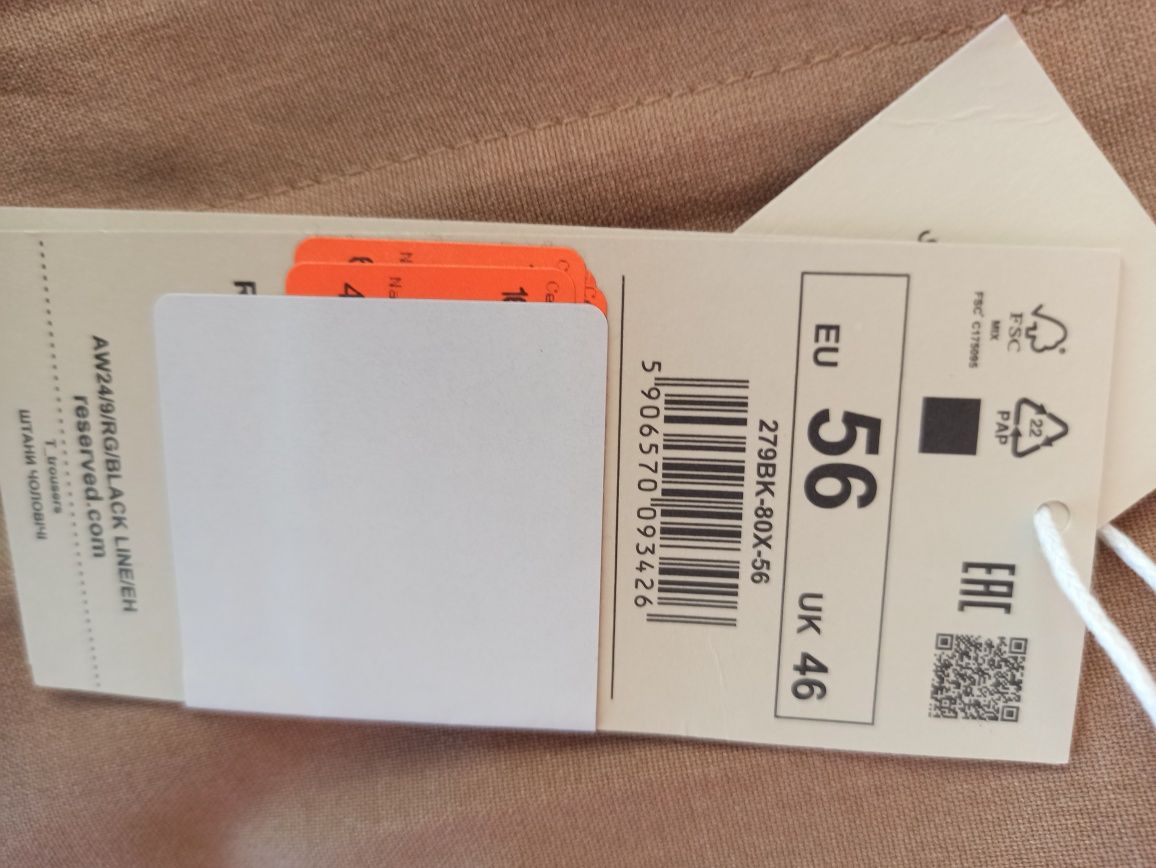 FSC
MIX
FSC® C175095
22
PAP
EAC
EU 56 UK 46
279BK-80X-56
5 906570 093426
AW24/9/RG/BLACK LINE/EH
reserved.com
T_trousers
ШТАНИ ЧОЛОВІЧІ